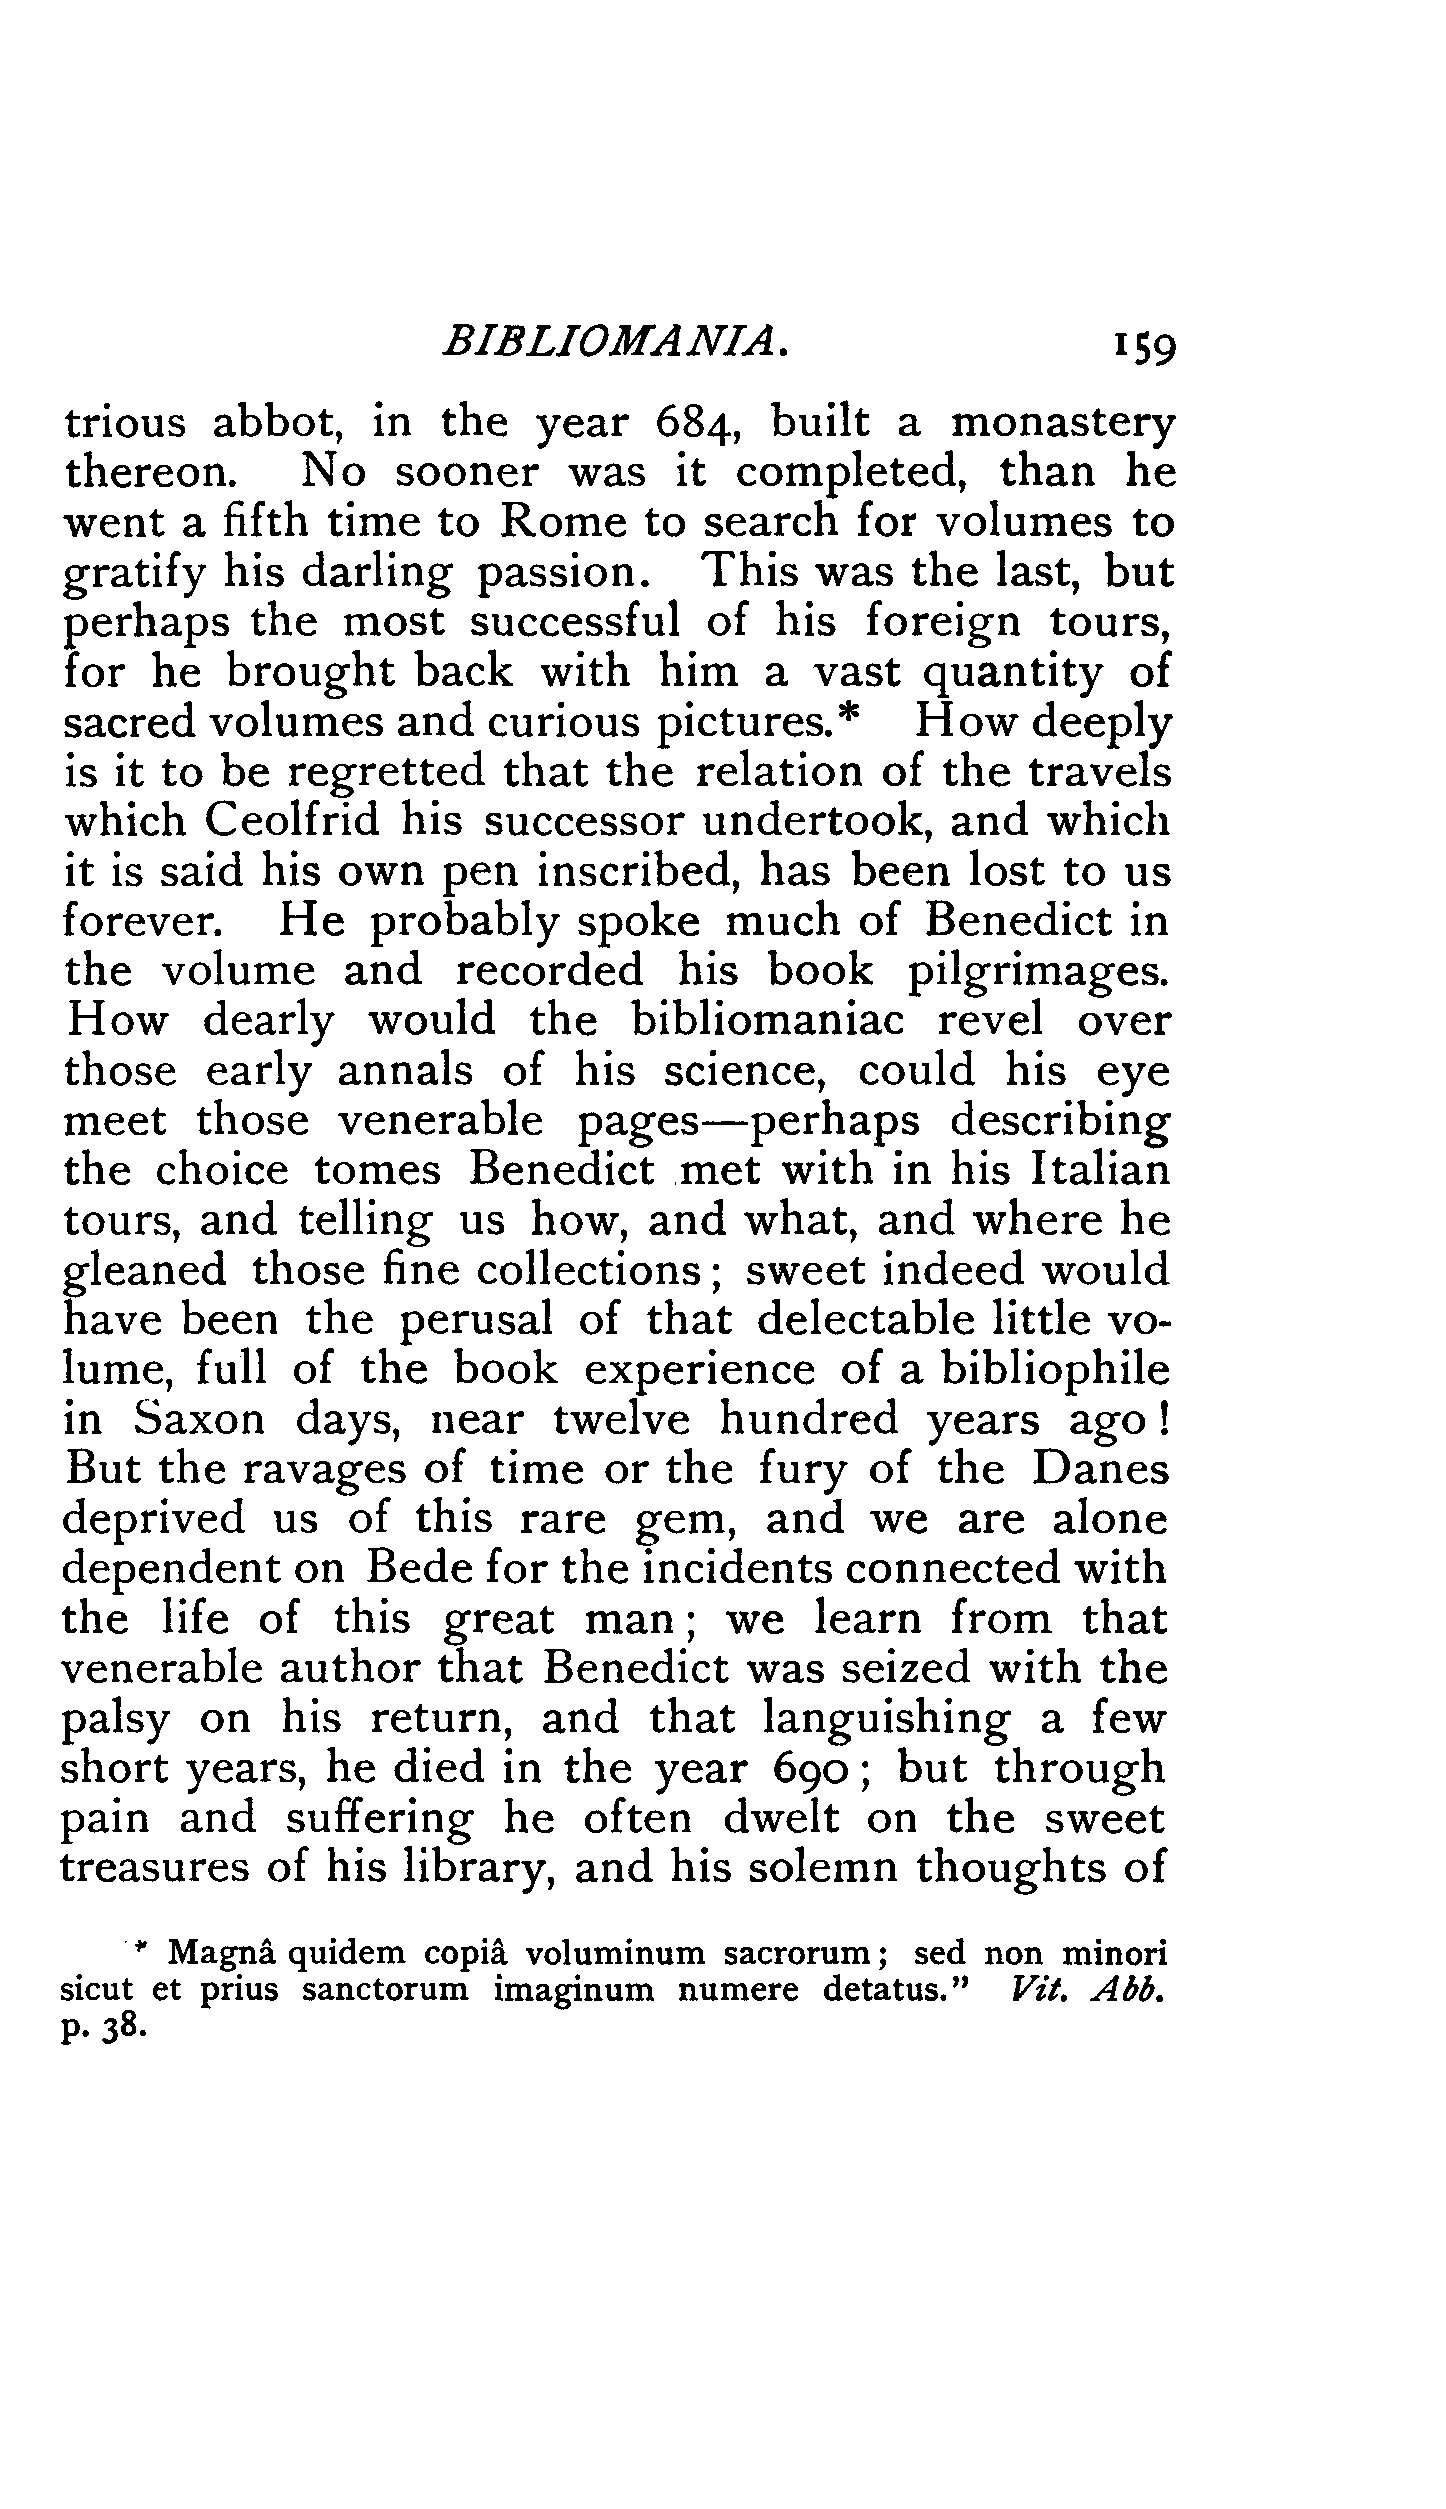 BIBLIOMANIA. 159
trious abbot, in the year 684, built a monastery
thereon. No sooner was it completed, than he
went a fifth time to Rome to search for volumes to
gratify his darling passion. This was the last, but
perhaps the most successful of his foreign tours,
for he brought back with him a vast quantity of
sacred volumes and curious pictures.* How deeply
is it to be regretted that the relation of the travels
which Ceolfrid his successor undertook, and which
it is said his own pen inscribed, has been lost to us
forever. He probably spoke much of Benedict in
the volume and recorded his book pilgrimages.
How dearly would the bibliomaniac revel over
those early annals of his science, could his eye
meet those venerable pages—perhaps describing
the choice tomes Benedict met with in his Italian
tours, and telling us how, and what, and where he
gleaned those fine collections; sweet indeed would
have been the perusal of that delectable little vo-
lume, full of the book experience of a bibliophile
in Saxon days, near twelve hundred years ago!
But the ravages of time or the fury of the Danes
deprived us of this rare gem, and we are alone
dependent on Bede for the incidents connected with
the life of this great man; we learn from that
venerable author that Benedict was seized with the
palsy on his return, and that languishing a few
short years, he died in the year 690; but through
pain and suffering he often dwelt on the sweet
treasures of his library, and his solemn thoughts of
* Magnâ quidem copiâ voluminum sacrorum; sed non minori
sicut et prius sanctorum imaginum numere detatus." Vit. Abb.
p. 38.